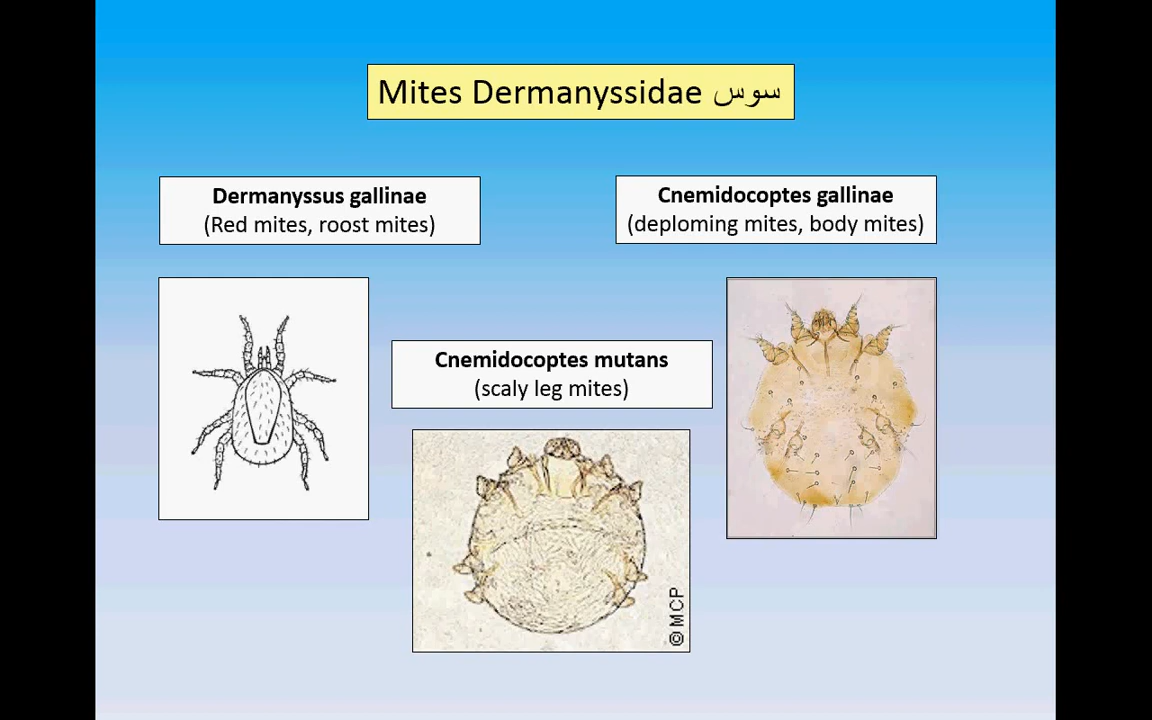 Mites Dermanyssidae سوس
Dermanyssus gallinae
(Red mites, roost mites)
Cnemidocoptes gallinae
(deploming mites, body mites)
Cnemidocoptes mutans
(scaly leg mites)
© MCP